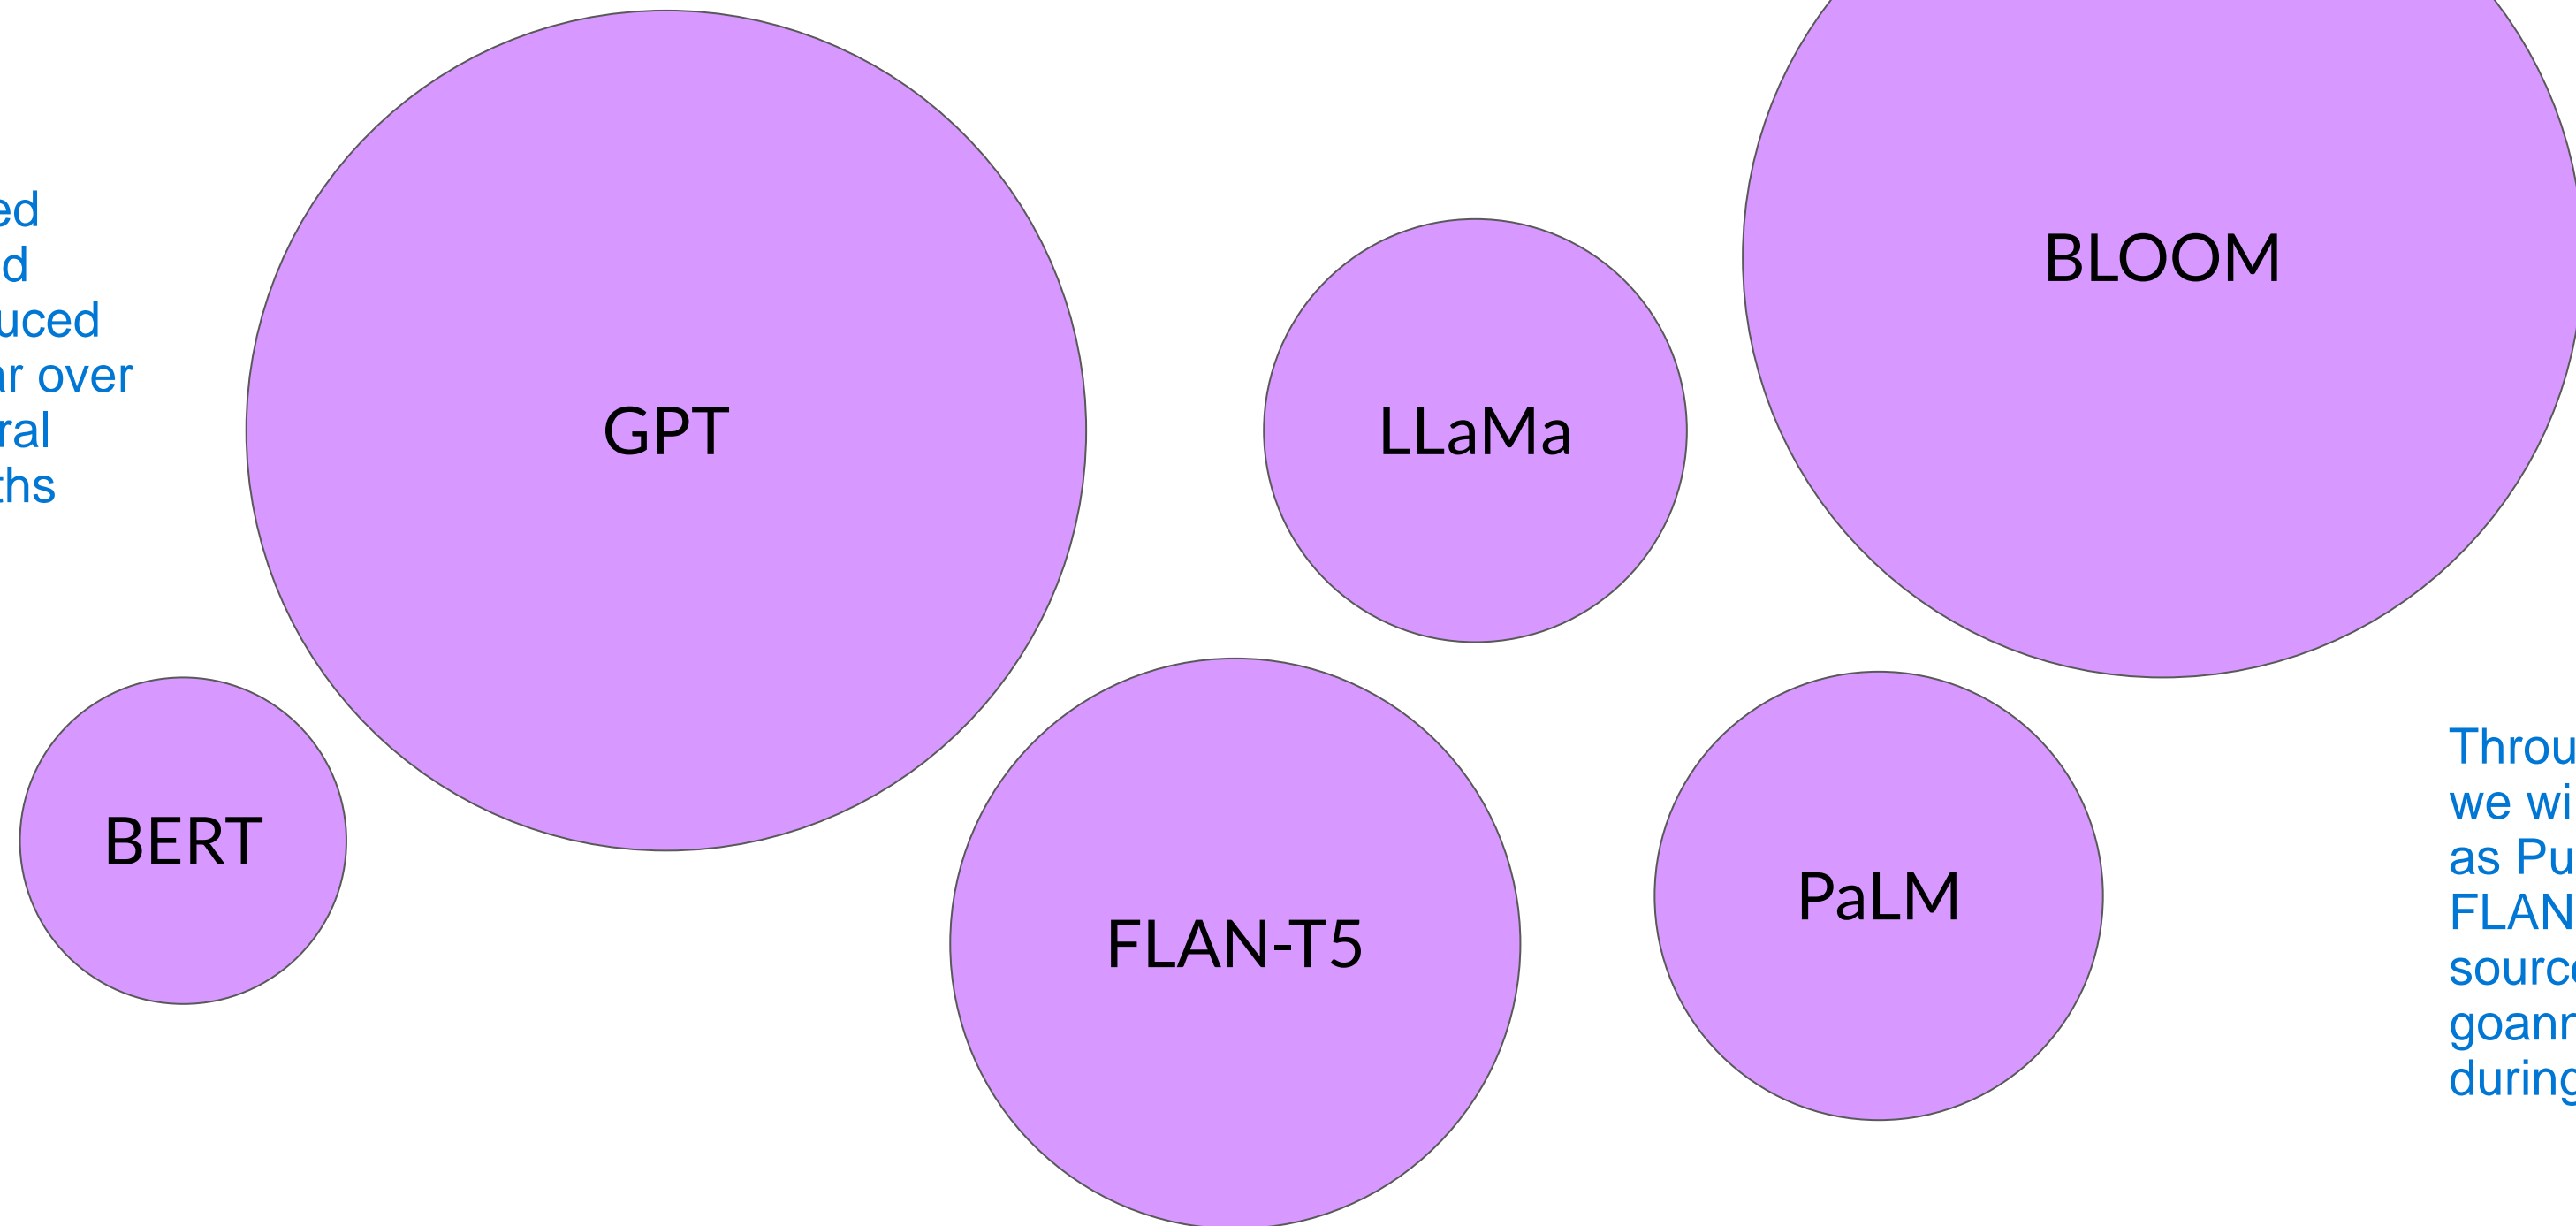 ed
d
uced
ar over
ral
ths
GPT
LLaMa
BLOOM
BERT
FLAN-T5
PaLM
Throu
we wi
as Pu
FLAN
source
goann
during